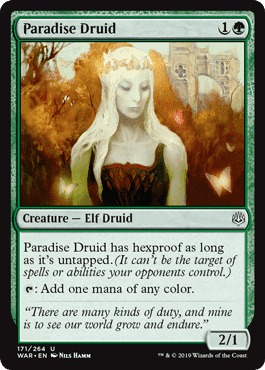 Paradise Druid 1
Creature — Elf Druid
Paradise Druid has hexproof as long
as it's untapped. (It can't be the target of
spells or abilities your opponents control.)
: Add one mana of any color.
"There are many kinds of duty, and mine
is to see our world grow and endure."
2/1
171/264 U
WAR • EN NILS HAMM
™ & © 2019 Wizards of the Coast